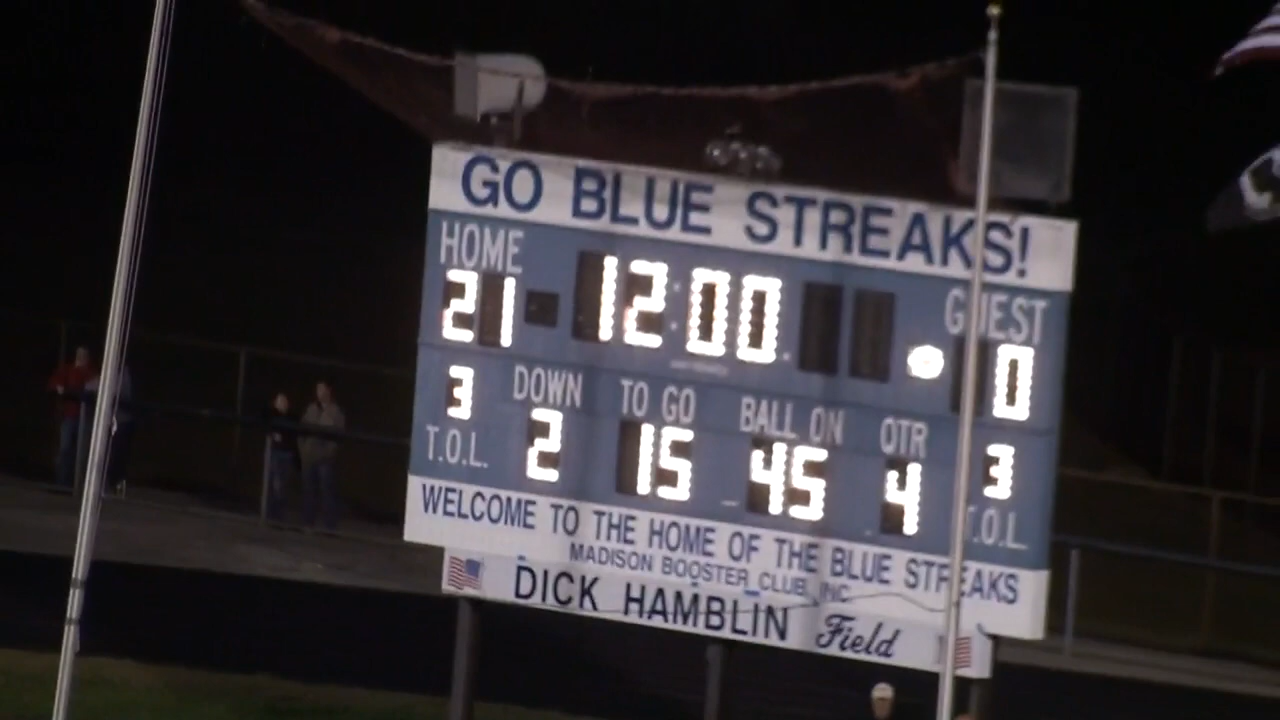 GO BLUE STREAKS!
HOME 12:00 GUEST
21 0
3 DOWN TO GO BALL ON QTR 3
T.O.L. 2 15 45 4 T.O.L.
WELCOME TO THE HOME OF THE BLUE STREAKS
MADISON BOOSTER CLUB, INC.
DICK HAMBLIN Field